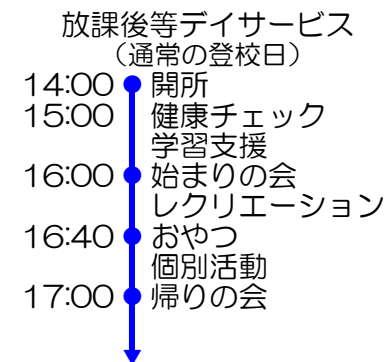 放課後等デイサービス
（通常の登校日）
14:00 開所
15:00 健康チェック
学習支援
16:00 始まりの会
レクリエーション
16:40 おやつ
個別活動
17:00 帰りの会